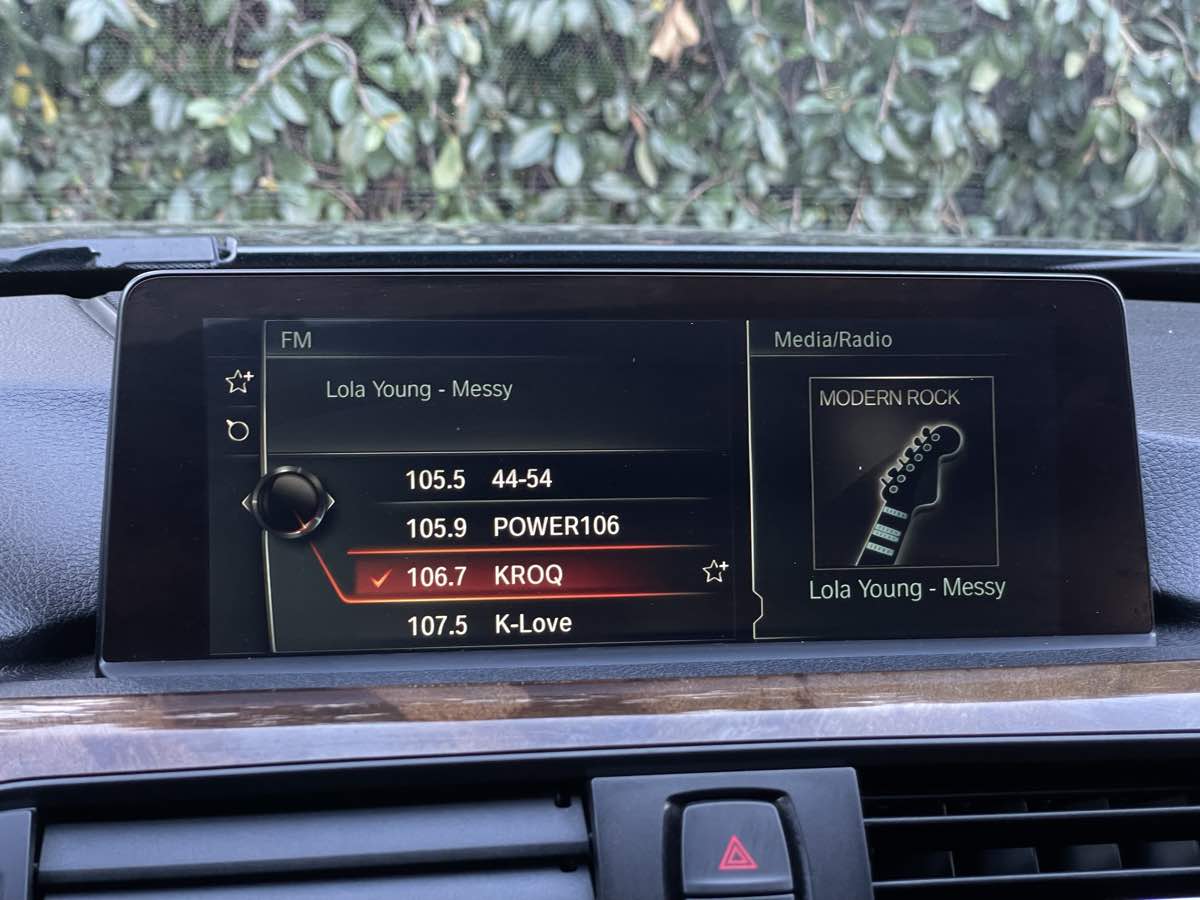 FM
Lola Young - Messy
105.5 44-54
105.9 POWER106
106.7 KROQ
107.5 K-Love
Media/Radio
MODERN ROCK
Lola Young - Messy